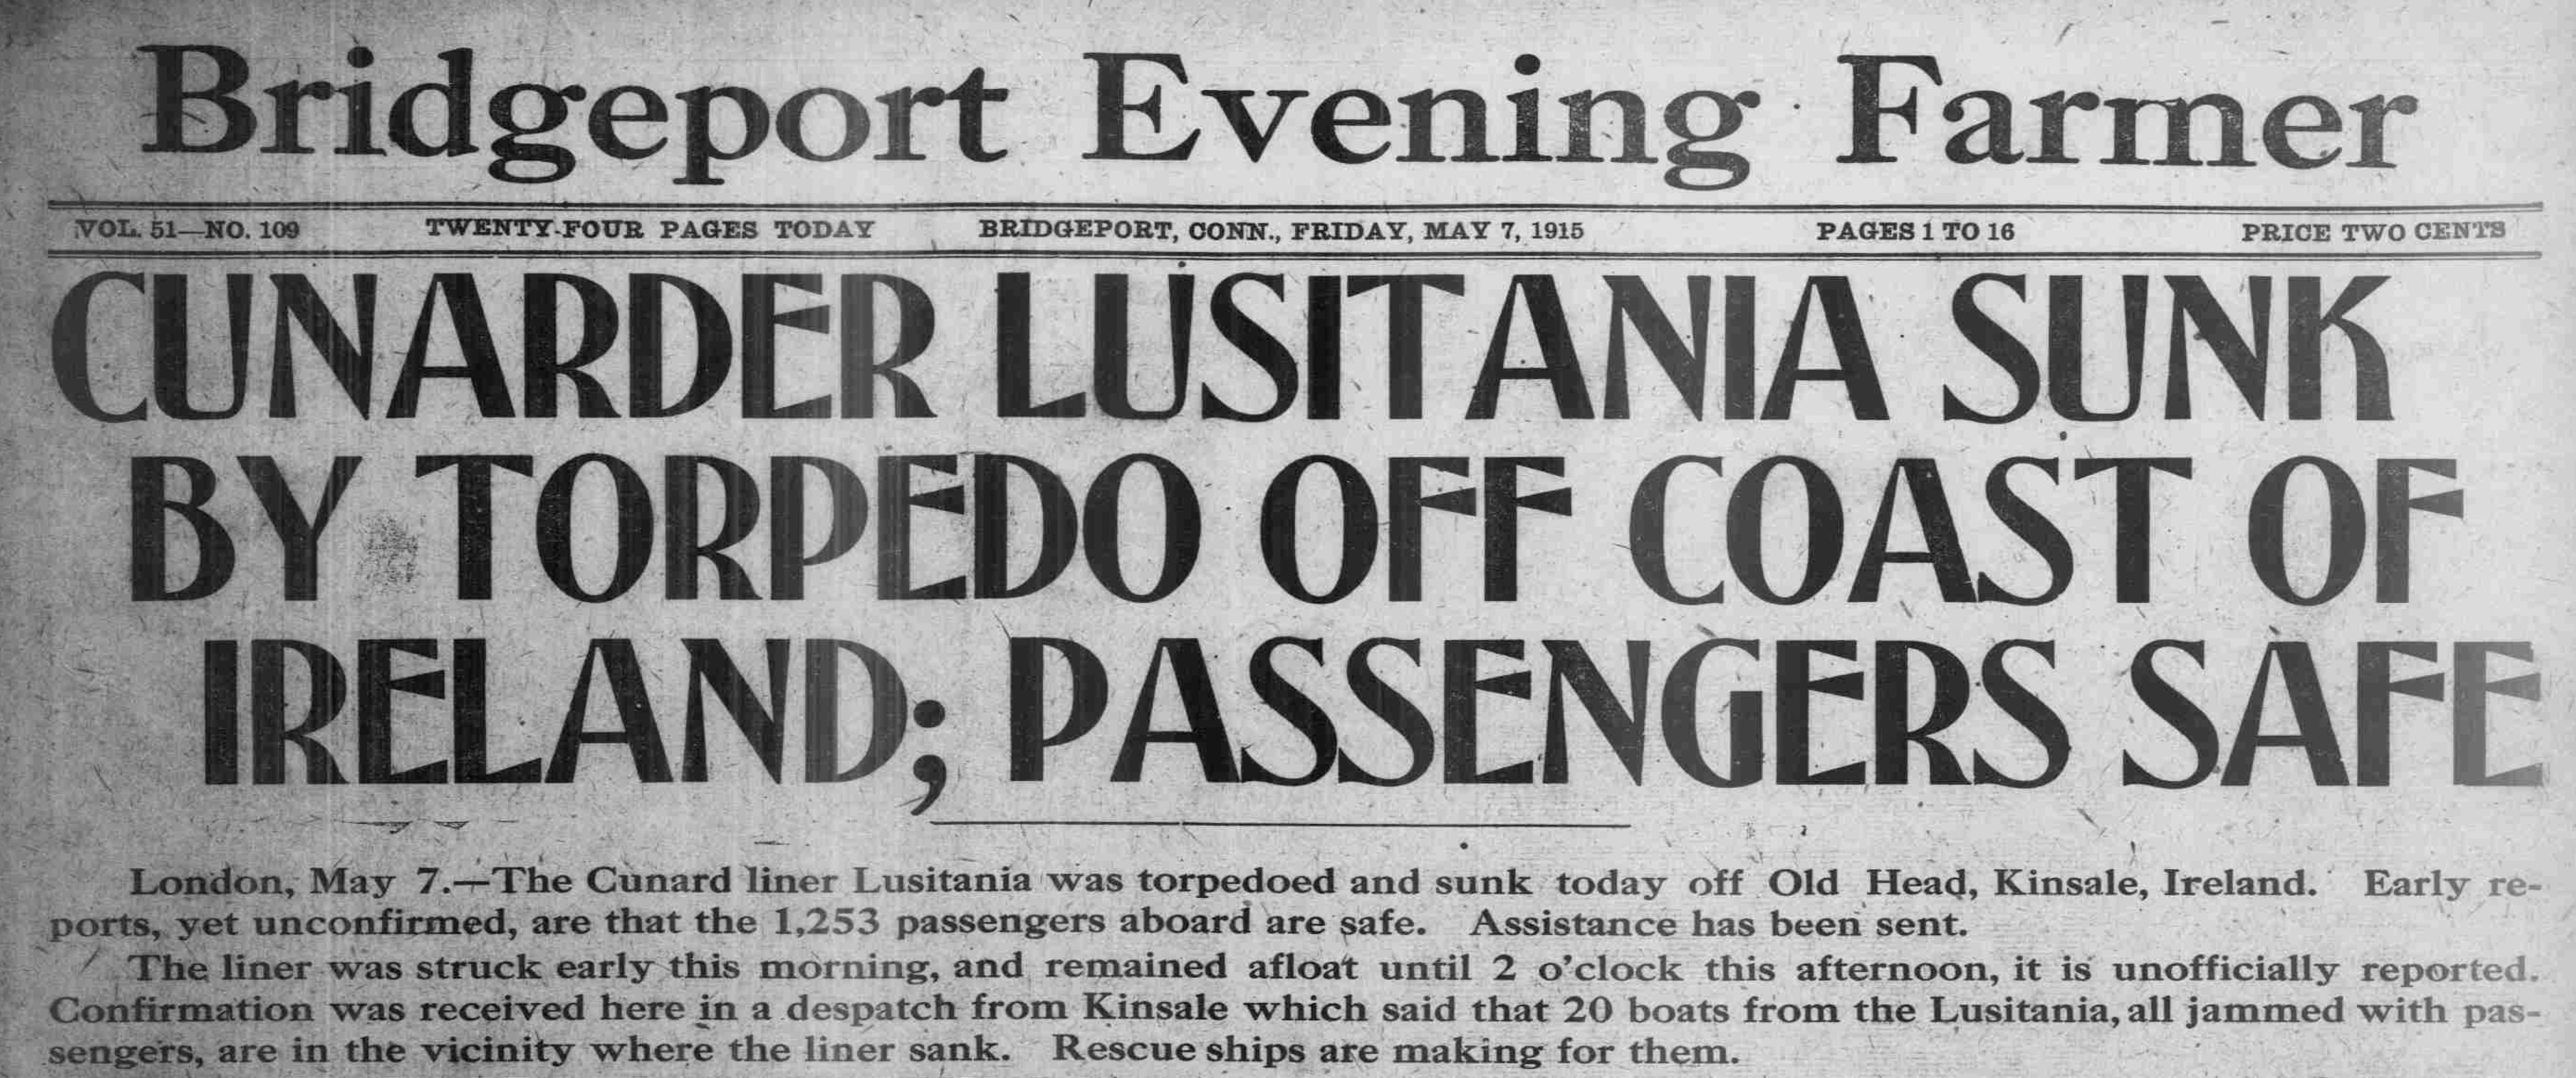 Bridgeport Evening Farmer
VOL. 51—NO. 109 TWENTY-FOUR PAGES TODAY BRIDGEPORT, CONN., FRIDAY, MAY 7, 1915 PAGES 1 TO 16 PRICE TWO CENTS
CUNARDER LUSITANIA SUNK
BY TORPEDO OFF COAST OF
IRELAND; PASSENGERS SAFE
London, May 7.—The Cunard liner Lusitania was torpedoed and sunk today off Old Head, Kinsale, Ireland. Early re-
ports, yet unconfirmed, are that the 1,253 passengers aboard are safe. Assistance has been sent.
The liner was struck early this morning, and remained afloat until 2 o'clock this afternoon, it is unofficially reported.
Confirmation was received here in a despatch from Kinsale which said that 20 boats from the Lusitania, all jammed with pas-
sengers, are in the vicinity where the liner sank. Rescue ships are making for them.